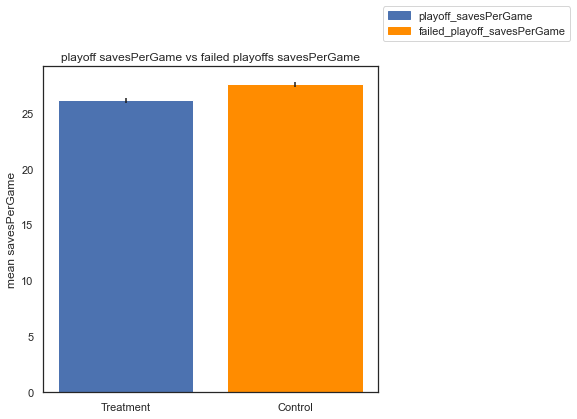 playoff_savesPerGame
failed_playoff_savesPerGame
playoff savesPerGame vs failed playoffs savesPerGame
mean savesPerGame
25
20
15
10
5
0
Treatment
Control